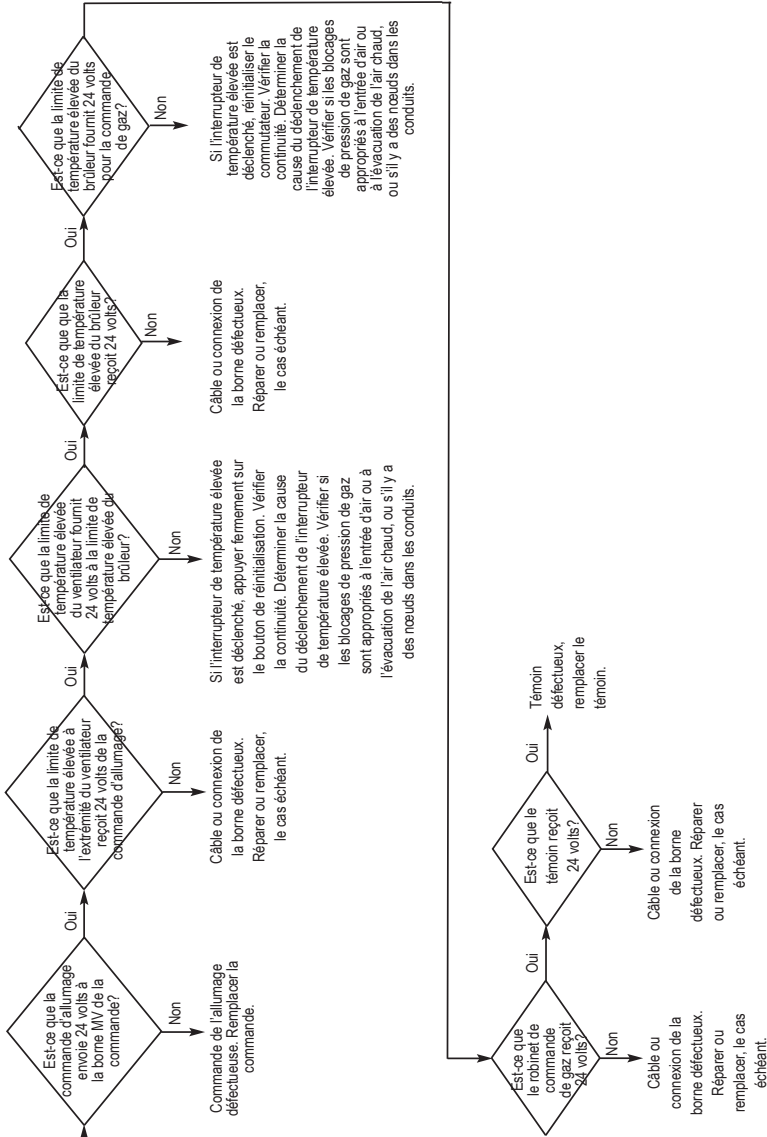 Est-ce que la
commande d'allumage
envoie 24 volts à
la borne MV de la
commande?
Oui
Non
Commande de l'allumage
défectueuse. Remplacer la
commande.
Est-ce que la limite de
température élevée à
l'extrémité du ventilateur
reçoit 24 volts de la
commande d'allumage?
Oui
Non
Câble ou connexion de
la borne défectueux.
Réparer ou remplacer,
le cas échéant.
Est-ce que la limite de
température élevée
du ventilateur fournit
24 volts à la limite de
température élevée du
brûleur?
Oui
Non
Si l'interrupteur de température élevée
est déclenché, appuyer fermement sur
le bouton de réinitialisation. Vérifier
la continuité. Déterminer la cause
du déclenchement de l'interrupteur
de température élevée. Vérifier si
les blocages de pression de gaz
sont appropriés à l'entrée d'air ou à
l'évacuation de l'air chaud, ou s'il y a
des nœuds dans les conduits.
Est-ce que que la
limite de température
élevée du brûleur
reçoit 24 volts?
Oui
Non
Câble ou connexion de
la borne défectueux.
Réparer ou remplacer,
le cas échéant.
Est-ce que la limite de
température élevée du
brûleur fournit 24 volts
pour la commande
de gaz?
Non
Si l'interrupteur de
température élevée est
déclenché, réinitialiser le
commutateur. Vérifier la
continuité. Déterminer la
cause du déclenchement de
l'interrupteur de température
élevée. Vérifier si les blocages
de pression de gaz sont
appropriés à l'entrée d'air ou
à l'évacuation de l'air chaud,
ou s'il y a des nœuds dans les
conduits.
Est-ce que
le robinet de
commande
de gaz reçoit
24 volts?
Oui
Non
Câble ou
connexion de la
borne défectueux.
Réparer ou
remplacer, le cas
échéant.
Est-ce que le
témoin reçoit
24 volts?
Oui
Témoin
défectueux,
remplacer le
témoin.
Non
Câble ou connexion
de la borne
défectueux. Réparer
ou remplacer, le cas
échéant.